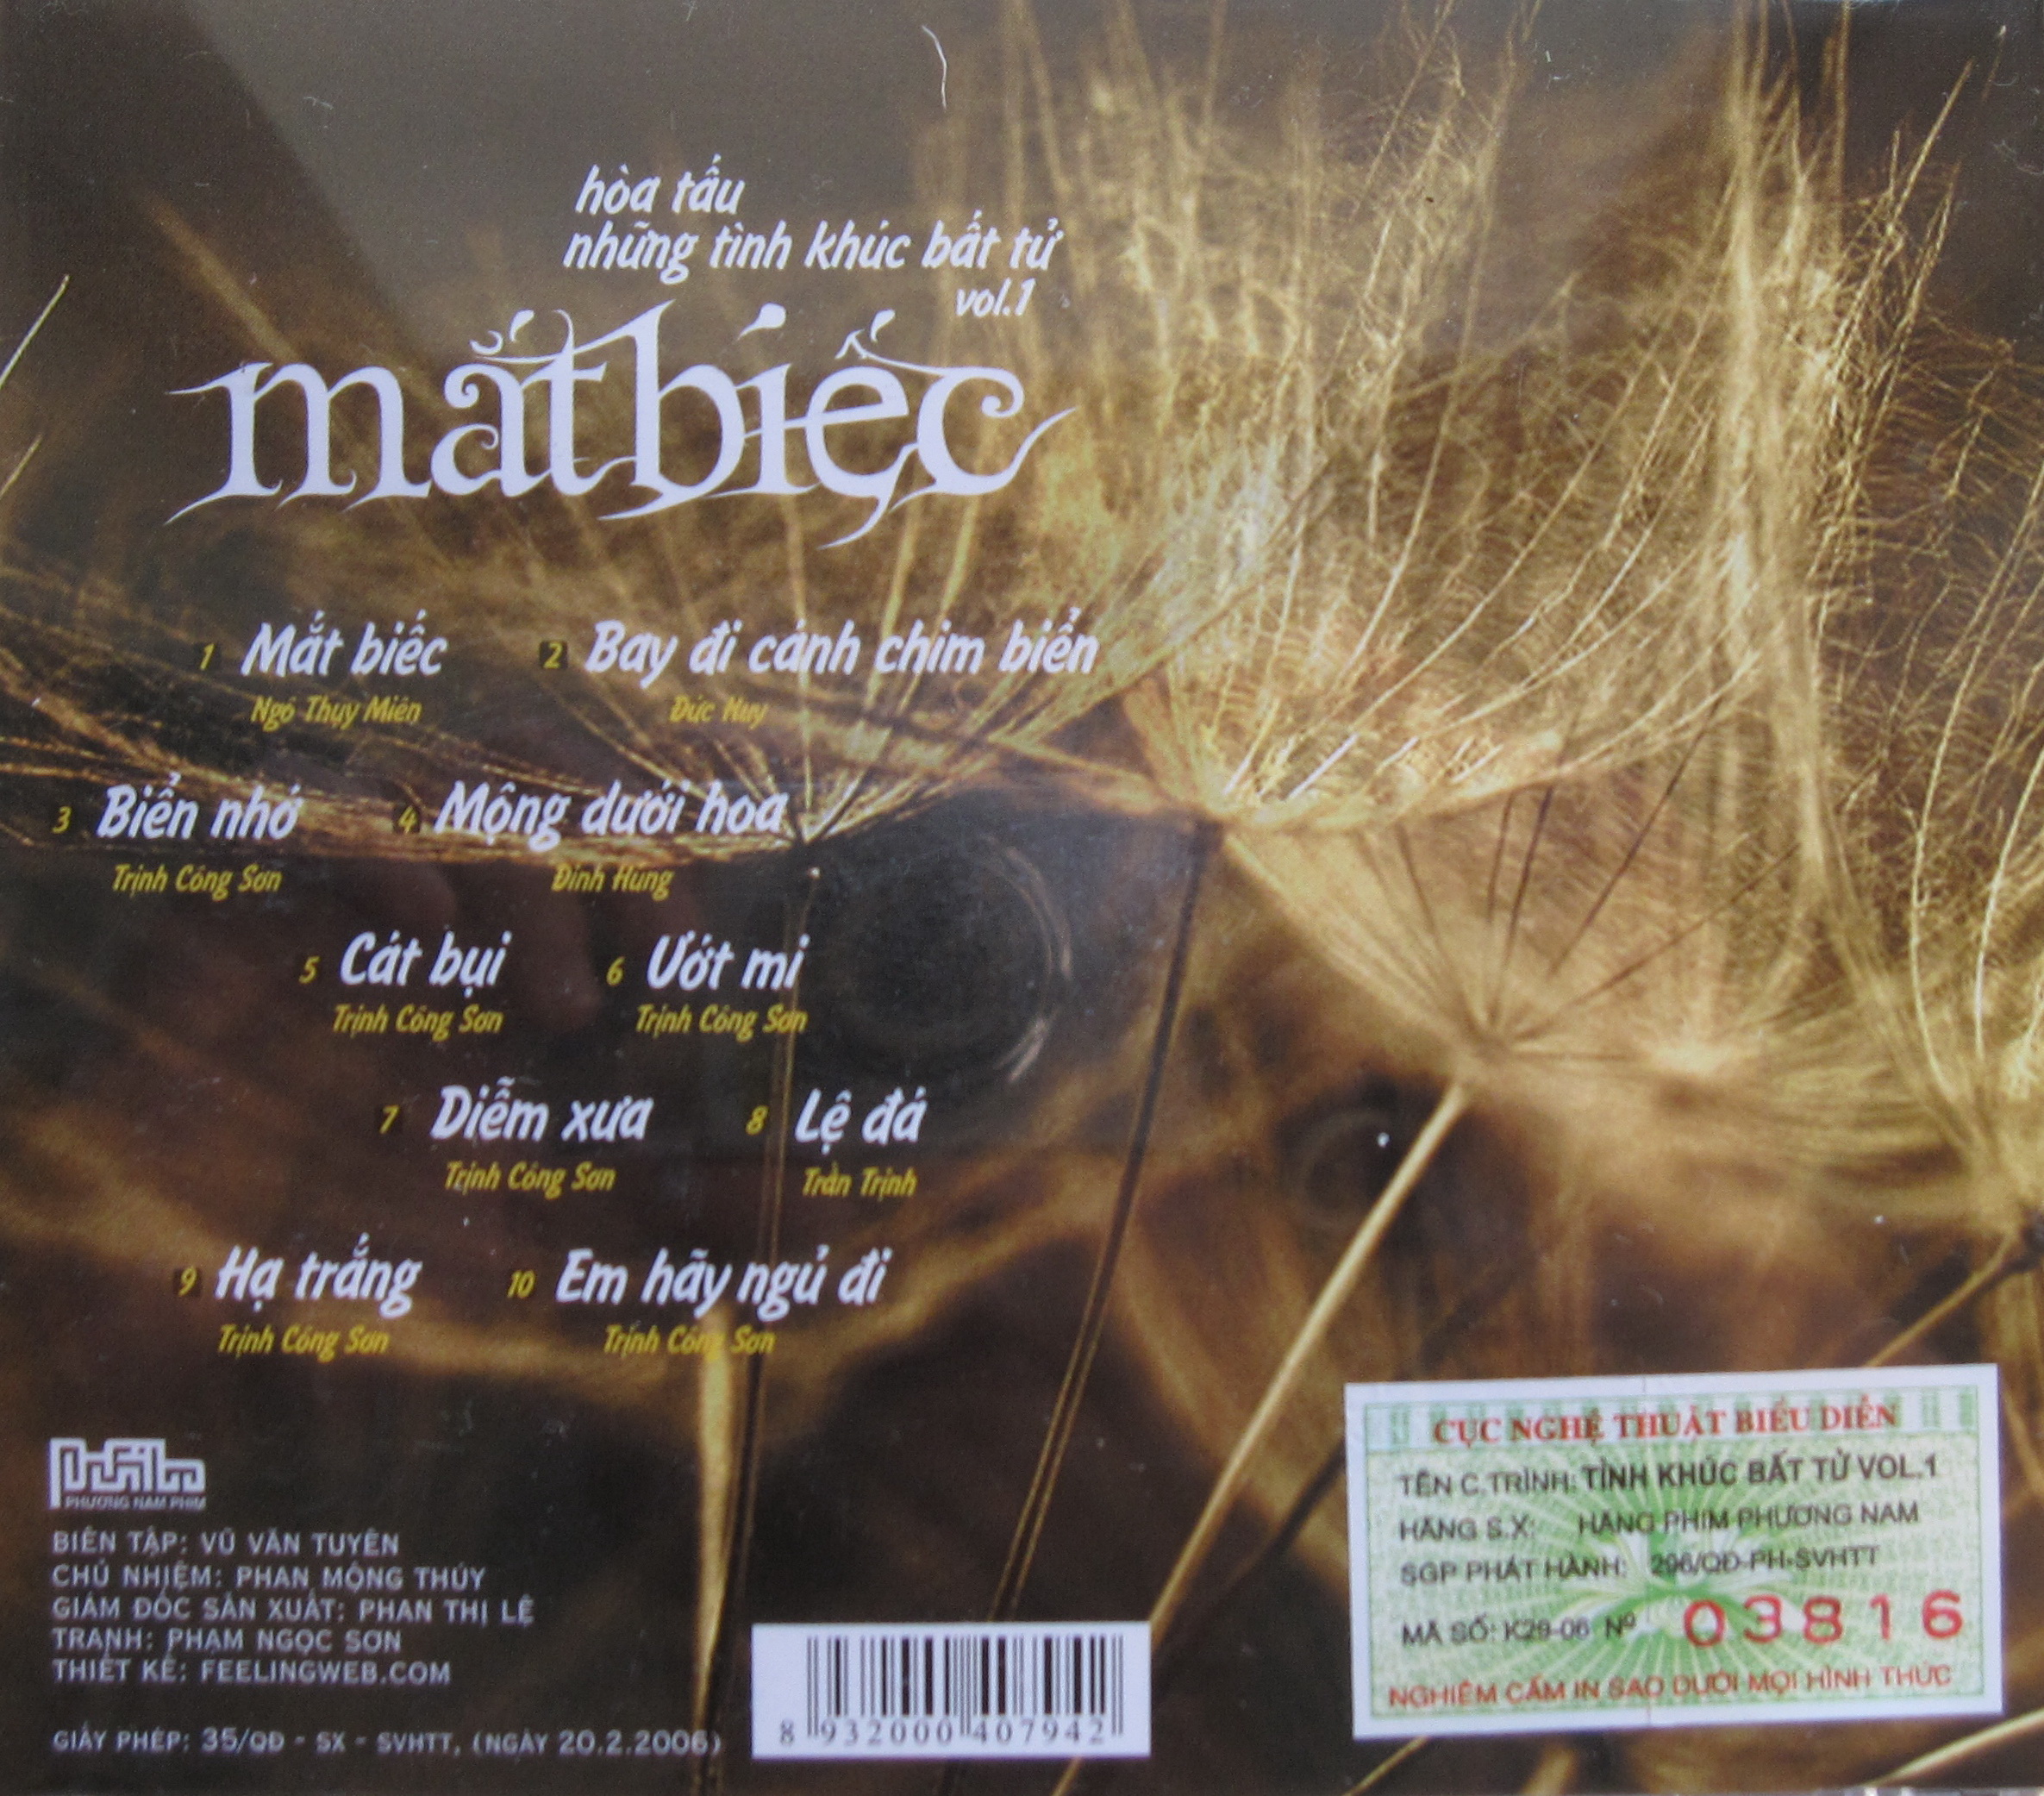 hòa tấu
những tình khúc bất tử
vol.1
mắt biếc
1 Mắt biếc 2 Bay đi cánh chim biển
Ngô Thụy Miên Đức Huy
3 Biển nhớ 4 Mộng dưới hoa
Trịnh Công Sơn Đinh Hùng
5 Cát bụi 6 Ướt mi
Trịnh Công Sơn Trịnh Công Sơn
7 Diễm xưa 8 Lệ đá
Trịnh Công Sơn Trần Trịnh
9 Hạ trắng 10 Em hãy ngủ đi
Trịnh Công Sơn Trịnh Công Sơn
PHƯƠNG NAM PHIM
BIÊN TẬP: VŨ VĂN TUYÊN
CHỦ NHIỆM: PHAN MỘNG THÚY
GIÁM ĐỐC SẢN XUẤT: PHAN THỊ LỆ
TRANH: PHẠM NGỌC SƠN
THIẾT KẾ: FEELINGWEB.COM
GIẤY PHÉP: 35/QĐ - SX - SVHTT, (NGÀY 20.2.2006)
8 932000 407942
CỤC NGHỆ THUẬT BIỂU DIỄN
TÊN C.TRÌNH: TÌNH KHÚC BẤT TỬ VOL.1
HÃNG S.X: HÃNG PHIM PHƯƠNG NAM
SGP PHÁT HÀNH: 296/QĐ-PH-SVHTT
MÃ SỐ: K29-06 Nº 03816
NGHIÊM CẤM IN SAO DƯỚI MỌI HÌNH THỨC